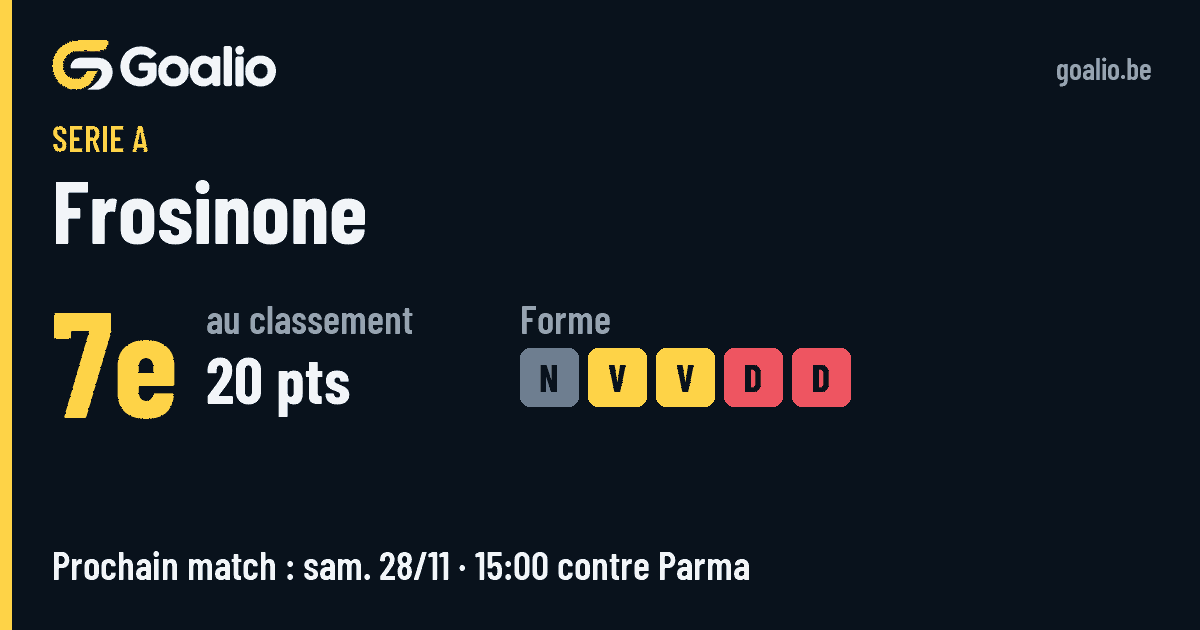 Goalio
goalio.be
SERIE A
Frosinone
7e
au classement
20 pts
Forme
N V V D D
Prochain match : sam. 28/11 · 15:00 contre Parma